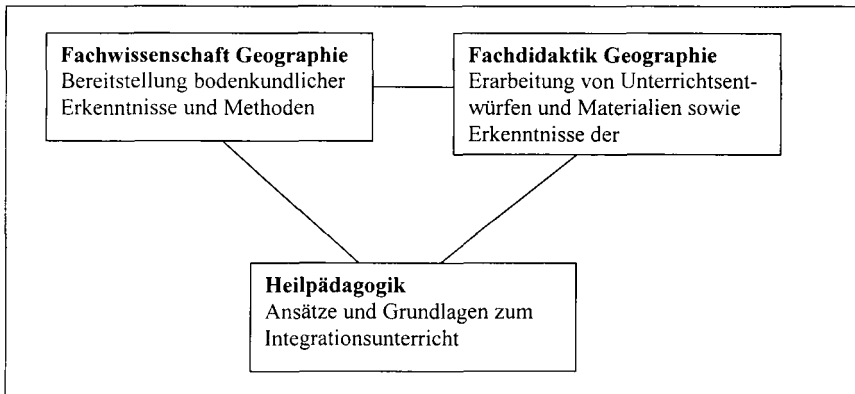 Fachwissenschaft Geographie
Bereitstellung bodenkundlicher
Erkenntnisse und Methoden
Fachdidaktik Geographie
Erarbeitung von Unterrichtsent-
würfen und Materialien sowie
Erkenntnisse der
Heilpädagogik
Ansätze und Grundlagen zum
Integrationsunterricht